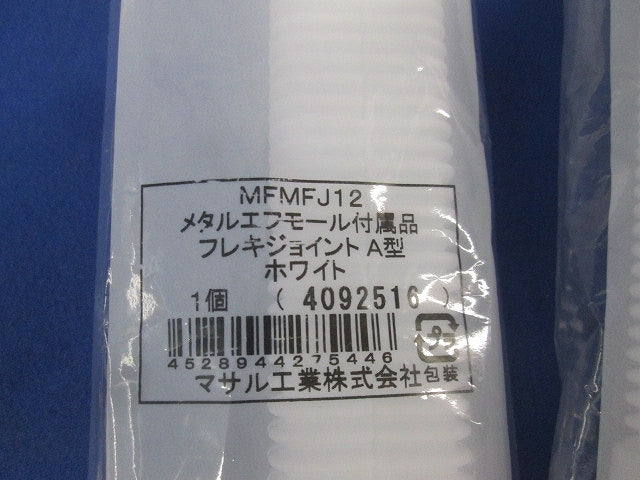 MFMFJ12
メタルエフモール付属品
フレキジョイント A型
ホワイト
1個 ( 4092516 )
4528944275446
プラ
マサル工業株式会社 包装